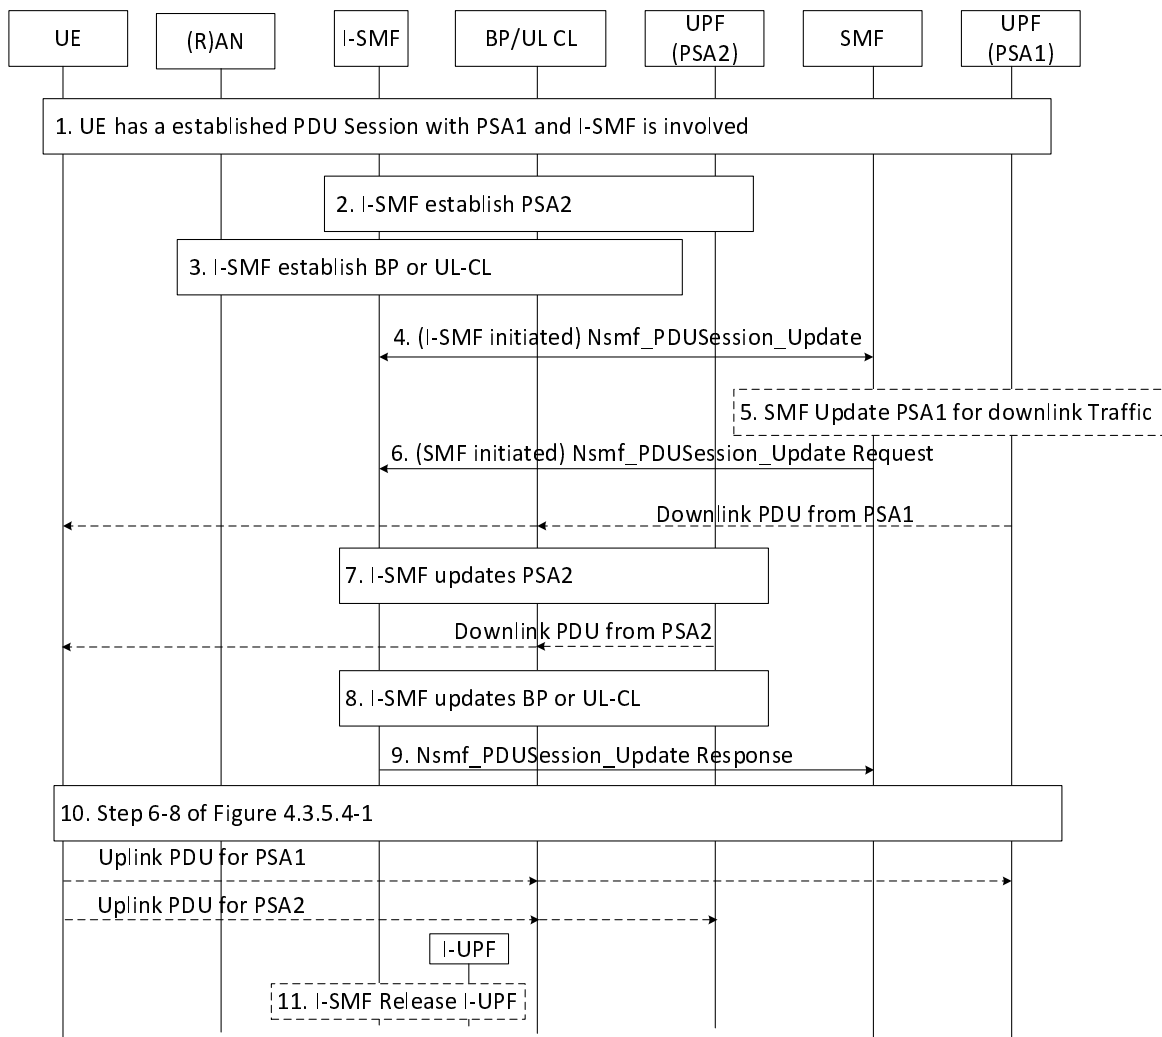 UE
(R)AN
I-SMF
BP/UL CL
UPF
(PSA2)
SMF
UPF
(PSA1)
1. UE has a established PDU Session with PSA1 and I-SMF is involved
2. I-SMF establish PSA2
3. I-SMF establish BP or UL-CL
4. (I-SMF initiated) Nsmf_PDUSession_Update
5. SMF Update PSA1 for downlink Traffic
6. (SMF initiated) Nsmf_PDUSession_Update Request
Downlink PDU from PSA1
7. I-SMF updates PSA2
Downlink PDU from PSA2
8. I-SMF updates BP or UL-CL
9. Nsmf_PDUSession_Update Response
10. Step 6-8 of Figure 4.3.5.4-1
Uplink PDU for PSA1
Uplink PDU for PSA2
I-UPF
11. I-SMF Release I-UPF